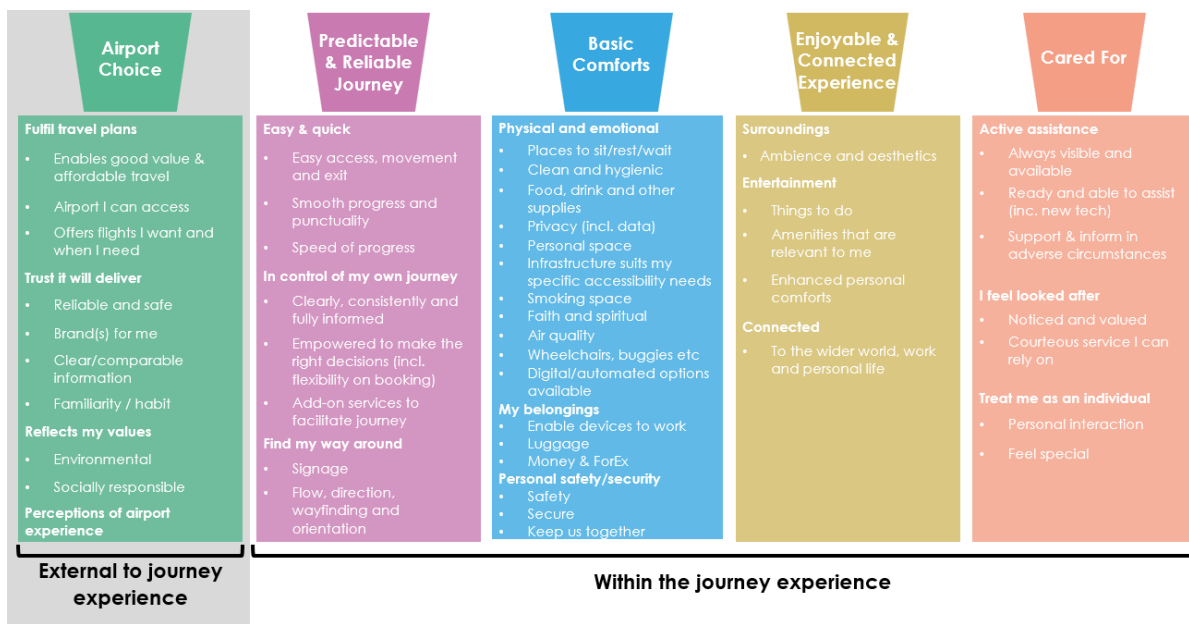 Airport
Choice
Predictable
& Reliable
Journey
Basic
Comforts
Enjoyable &
Connected
Experience
Cared For
Fulfil travel plans
• Enables good value &
affordable travel
• Airport I can access
• Offers flights I want and
when I need
Trust it will deliver
• Reliable and safe
• Brand(s) for me
• Clear/comparable
information
• Familiarity / habit
Reflects my values
• Environmental
• Socially responsible
Perceptions of airport
experience
Easy & quick
• Easy access, movement
and exit
• Smooth progress and
punctuality
• Speed of progress
In control of my own journey
• Clearly, consistently and
fully informed
• Empowered to make the
right decisions (incl.
flexibility on booking)
• Add-on services to
facilitate journey
Find my way around
• Signage
• Flow, direction,
wayfinding and
orientation
Physical and emotional
• Places to sit/rest/wait
• Clean and hygienic
• Food, drink and other
supplies
• Privacy (incl. data)
• Personal space
• Infrastructure suits my
specific accessibility needs
• Smoking space
• Faith and spiritual
• Air quality
• Wheelchairs, buggies etc
• Digital/automated options
available
My belongings
• Enable devices to work
• Luggage
• Money & ForEx
Personal safety/security
• Safety
• Secure
• Keep us together
Surroundings
• Ambience and aesthetics
Entertainment
• Things to do
• Amenities that are
relevant to me
• Enhanced personal
comforts
Connected
• To the wider world, work
and personal life
Active assistance
• Always visible and
available
• Ready and able to assist
(inc. new tech)
• Support & inform in
adverse circumstances
I feel looked after
• Noticed and valued
• Courteous service I can
rely on
Treat me as an individual
• Personal interaction
• Feel special
External to journey
experience
Within the journey experience